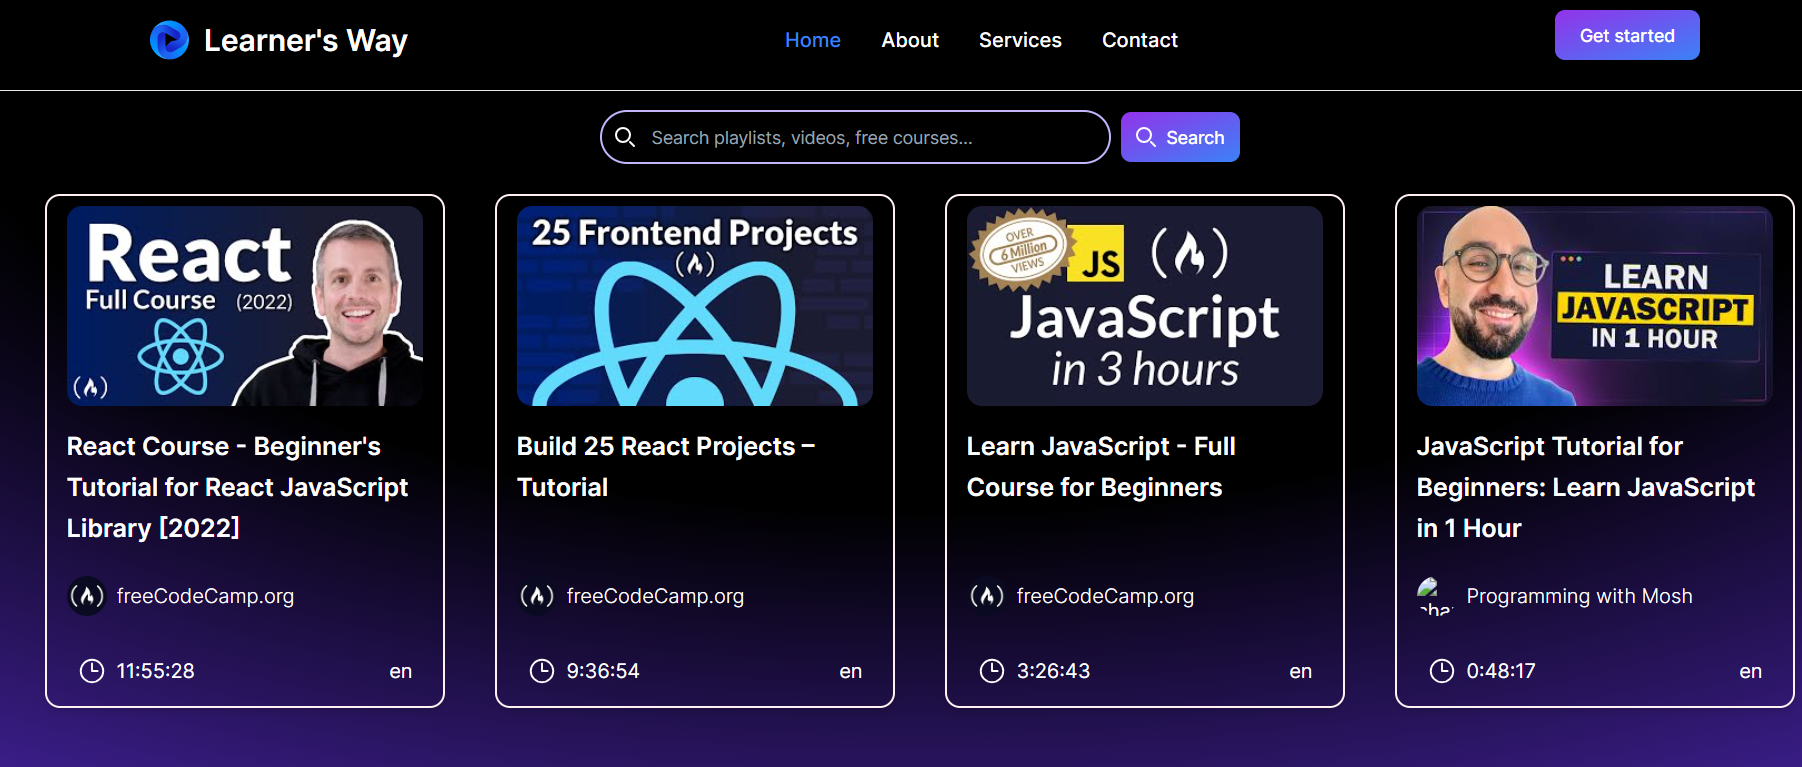 Learner's Way
Home
About
Services
Contact
Get started
Search playlists, videos, free courses...
Search
React
Full Course (2022)
React Course - Beginner's
Tutorial for React JavaScript
Library [2022]
freeCodeCamp.org
11:55:28
en
25 Frontend Projects
Build 25 React Projects –
Tutorial
freeCodeCamp.org
9:36:54
en
OVER
6 Million
VIEWS
JS
JavaScript
in 3 hours
Learn JavaScript - Full
Course for Beginners
freeCodeCamp.org
3:26:43
en
LEARN
JAVASCRIPT
IN 1 HOUR
JavaScript Tutorial for
Beginners: Learn JavaScript
in 1 Hour
Programming with Mosh
0:48:17
en